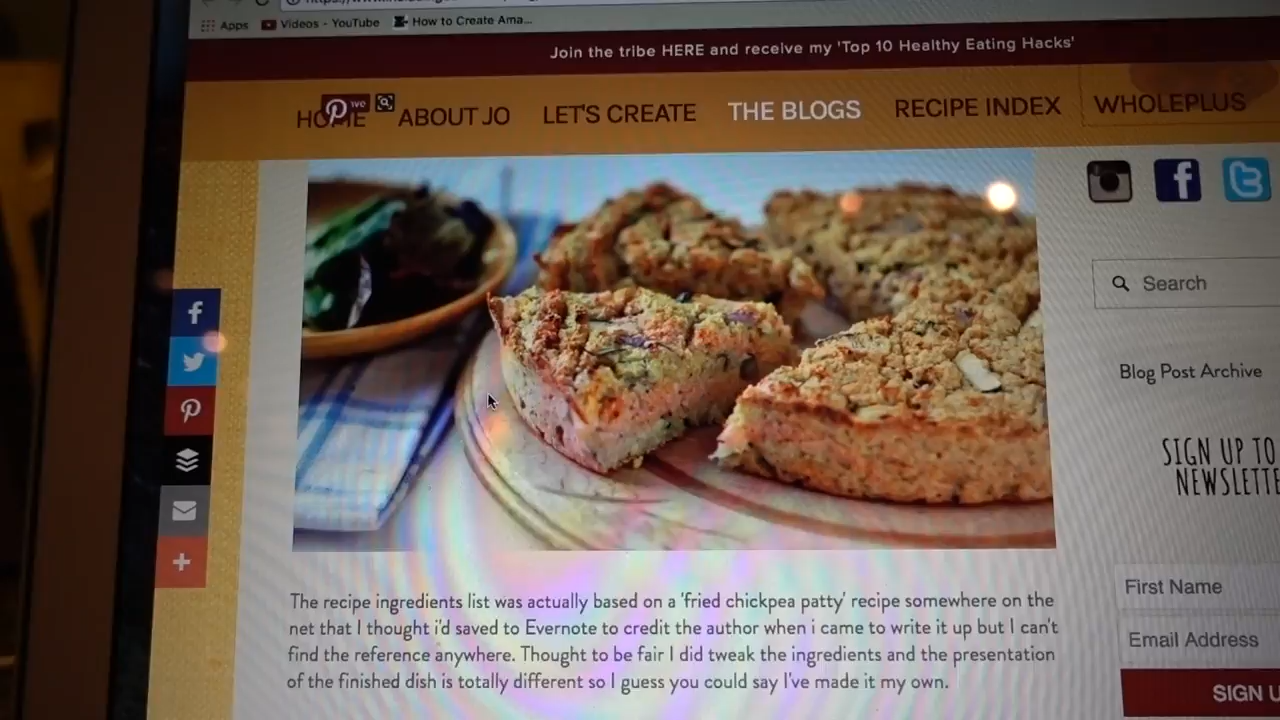 Apps Videos - YouTube How to Create Ama...
Join the tribe HERE and receive my 'Top 10 Healthy Eating Hacks'
HOME ABOUT JO LET'S CREATE THE BLOGS RECIPE INDEX WHOLEPLUS
Search
Blog Post Archive
SIGN UP TO
NEWSLETTE
First Name
Email Address
SIGN U
The recipe ingredients list was actually based on a 'fried chickpea patty' recipe somewhere on the
net that I thought i'd saved to Evernote to credit the author when i came to write it up but I can't
find the reference anywhere. Thought to be fair I did tweak the ingredients and the presentation
of the finished dish is totally different so I guess you could say I've made it my own.